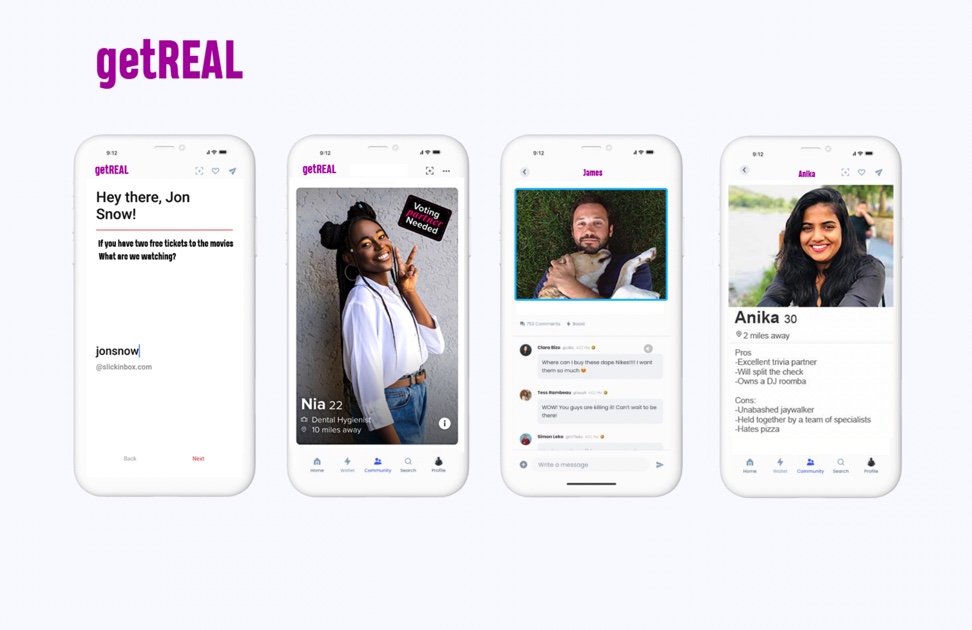 getREAL
9:12
getREAL
Hey there, Jon
Snow!
If you have two free tickets to the movies
What are we watching?
jonsnow
@slickinbox.com
Back
Next
9:12
getREAL
Voting
partner
Needed
Nia 22
Dental Hygienist
10 miles away
Home
Wallet
Community
Search
Profile
9:12
James
753 Comments
Boost
Clara Bizo
Where can I buy these dope Nikes!!!! I want
them so much
Tess Rambeau
WOW! You guys are killing it! Can't wait to be
there!
Simon Lake
Write a message
9:12
Anika
Anika 30
2 miles away
Pros
-Excellent trivia partner
-Will split the check
-Owns a DJ roomba
Cons:
-Unabashed jaywalker
-Held together by a team of specialists
-Hates pizza
Home
Wallet
Community
Search
Profile